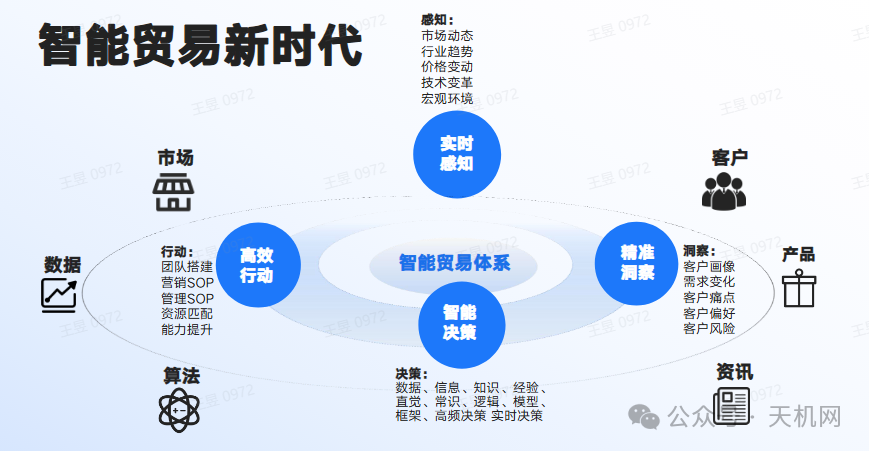 智能贸易新时代
感知：
市场动态
行业趋势
价格变动
技术变革
宏观环境
实时
感知
市场
客户
数据
行动：
团队搭建
营销SOP
管理SOP
资源匹配
能力提升
高效
行动
智能贸易体系
精准
洞察
洞察：
客户画像
需求变化
客户痛点
客户偏好
客户风险
产品
智能
决策
算法
决策：
数据、信息、知识、经验、
直觉、常识、逻辑、模型、
框架、高频决策 实时决策
资讯
公众号 · 天机网
王昱 0972